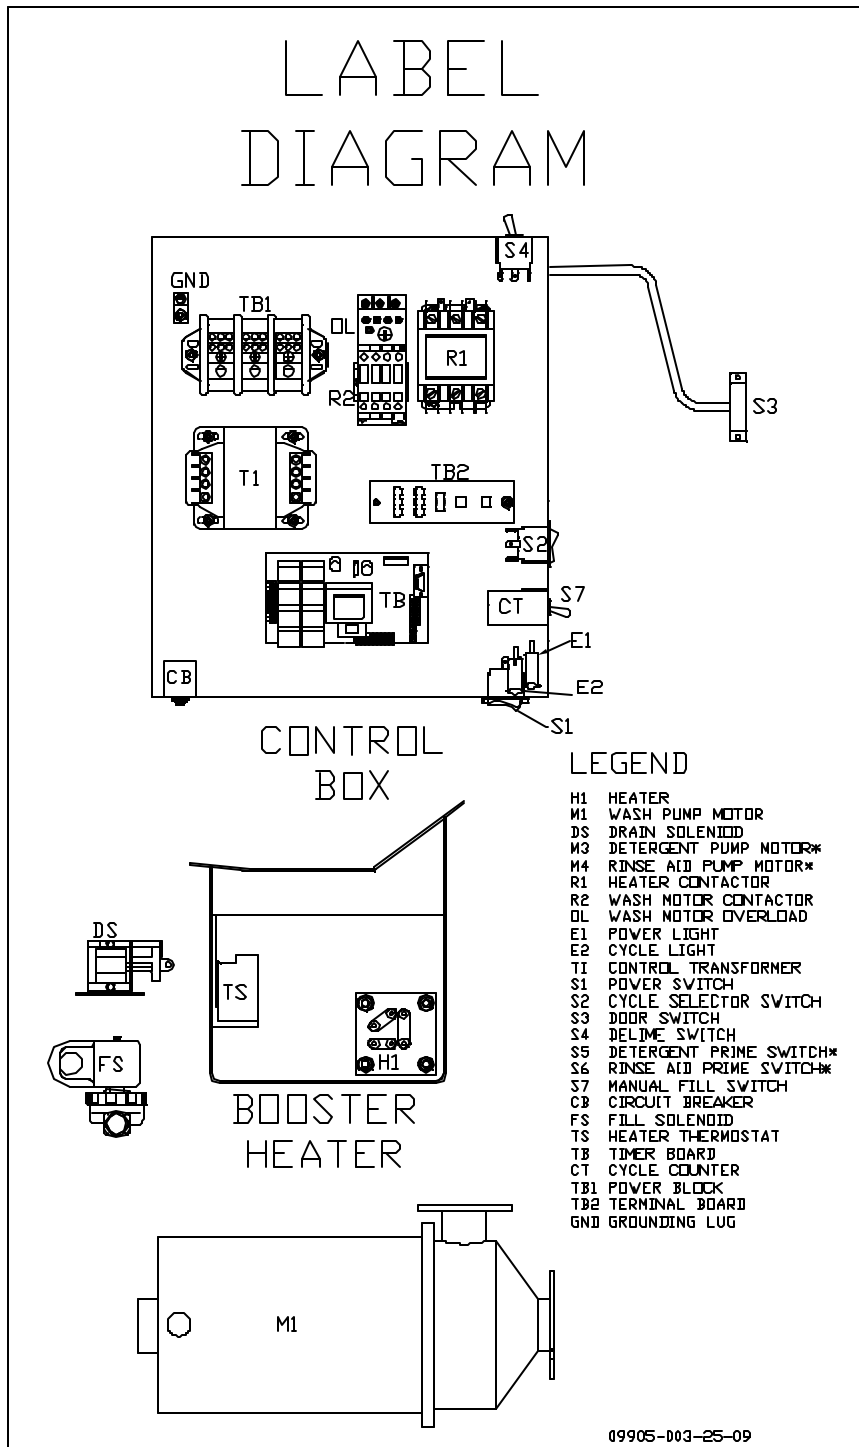 LABEL
DIAGRAM
S4
GND
TB1
OL
R1
R2
S3
T1
TB2
S2
TB
CT
S7
E1
CB
E2
S1
CONTROL
BOX
LEGEND
H1 HEATER
M1 WASH PUMP MOTOR
DS DRAIN SOLENIOD
M3 DETERGENT PUMP MOTOR*
M4 RINSE AID PUMP MOTOR*
R1 HEATER CONTACTOR
R2 WASH MOTOR CONTACTOR
OL WASH MOTOR OVERLOAD
E1 POWER LIGHT
E2 CYCLE LIGHT
TI CONTROL TRANSFORMER
S1 POWER SWITCH
S2 CYCLE SELECTOR SWITCH
S3 DOOR SWITCH
S4 DELIME SWITCH
S5 DETERGENT PRIME SWITCH*
S6 RINSE AID PRIME SWITCH*
S7 MANUAL FILL SWITCH
CB CIRCUIT BREAKER
FS FILL SOLENOID
TS HEATER THERMOSTAT
TB TIMER BOARD
CT CYCLE COUNTER
TB1 POWER BLOCK
TB2 TERMINAL BOARD
GND GROUNDING LUG
DS
TS
FS
H1
BOOSTER
HEATER
M1
09905-003-25-09